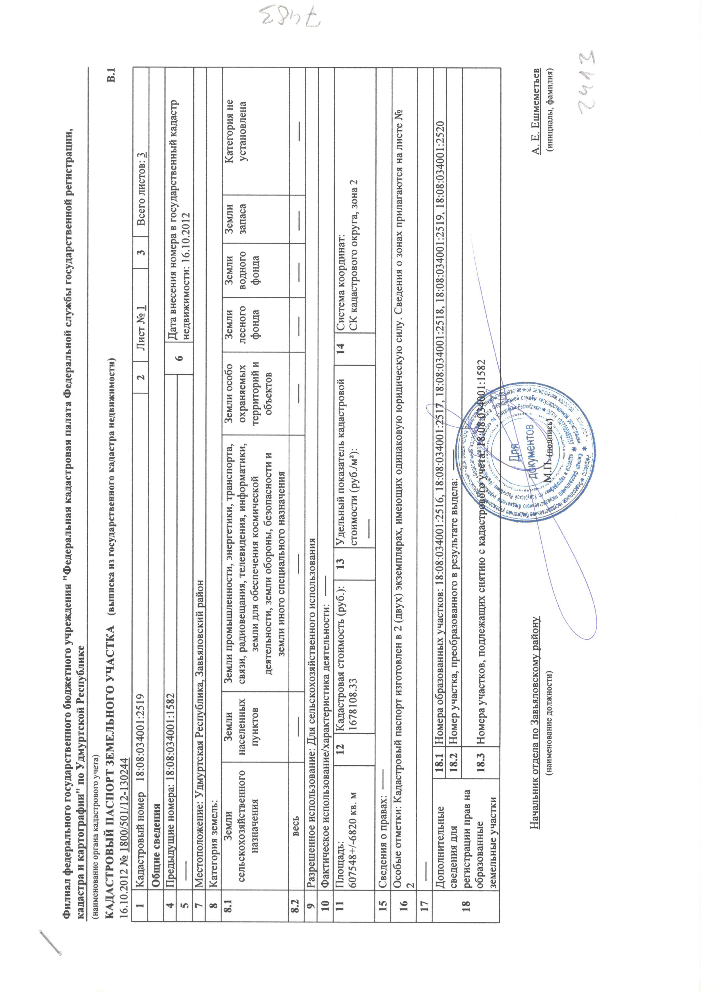 7483
Филиал федерального государственного бюджетного учреждения "Федеральная кадастровая палата Федеральной службы государственной регистрации,
кадастра и картографии" по Удмуртской Республике
(наименование органа кадастрового учета)
КАДАСТРОВЫЙ ПАСПОРТ ЗЕМЕЛЬНОГО УЧАСТКА (выписка из государственного кадастра недвижимости) В.1
16.10.2012 № 1800/501/12-130244
1 Кадастровый номер 18:08:034001:2519 2 Лист № 1 3 Всего листов: 3
Общие сведения
4 Предыдущие номера: 18:08:034001:1582
5 —
6 Дата внесения номера в государственный кадастр
недвижимости: 16.10.2012
7 Местоположение: Удмуртская Республика, Завьяловский район
8 Категория земель:
8.1
Земли
сельскохозяйственного
назначения
Земли
населенных
пунктов
Земли промышленности, энергетики, транспорта,
связи, радиовещания, телевидения, информатики,
земли для обеспечения космической
деятельности, земли обороны, безопасности и
земли иного специального назначения
Земли особо
охраняемых
территорий и
объектов
Земли
лесного
фонда
Земли
водного
фонда
Земли
запаса
Категория не
установлена
8.2 весь — — — — — — —
9 Разрешенное использование: Для сельскохозяйственного использования
10 Фактическое использование/характеристика деятельности: —
11 Площадь:
607548+/-6820 кв. м
12 Кадастровая стоимость (руб.):
1678108.33
13 Удельный показатель кадастровой
стоимости (руб./м²):
—
14 Система координат:
СК кадастрового округа, зона 2
15 Сведения о правах: —
16 Особые отметки: Кадастровый паспорт изготовлен в 2 (двух) экземплярах, имеющих одинаковую юридическую силу. Сведения о зонах прилагаются на листе №
2
17 —
18 Дополнительные
сведения для
регистрации прав на
образованные
земельные участки
18.1 Номера образованных участков: 18:08:034001:2516, 18:08:034001:2517, 18:08:034001:2518, 18:08:034001:2519, 18:08:034001:2520
18.2 Номер участка, преобразованного в результате выдела: —
18.3 Номера участков, подлежащих снятию с кадастрового учета:18:08:034001:1582
Для
документов
Начальник отдела по Завьяловскому району А. Е. Ешмеметьев
(наименование должности) М.П. (подпись) (инициалы, фамилия)
2413